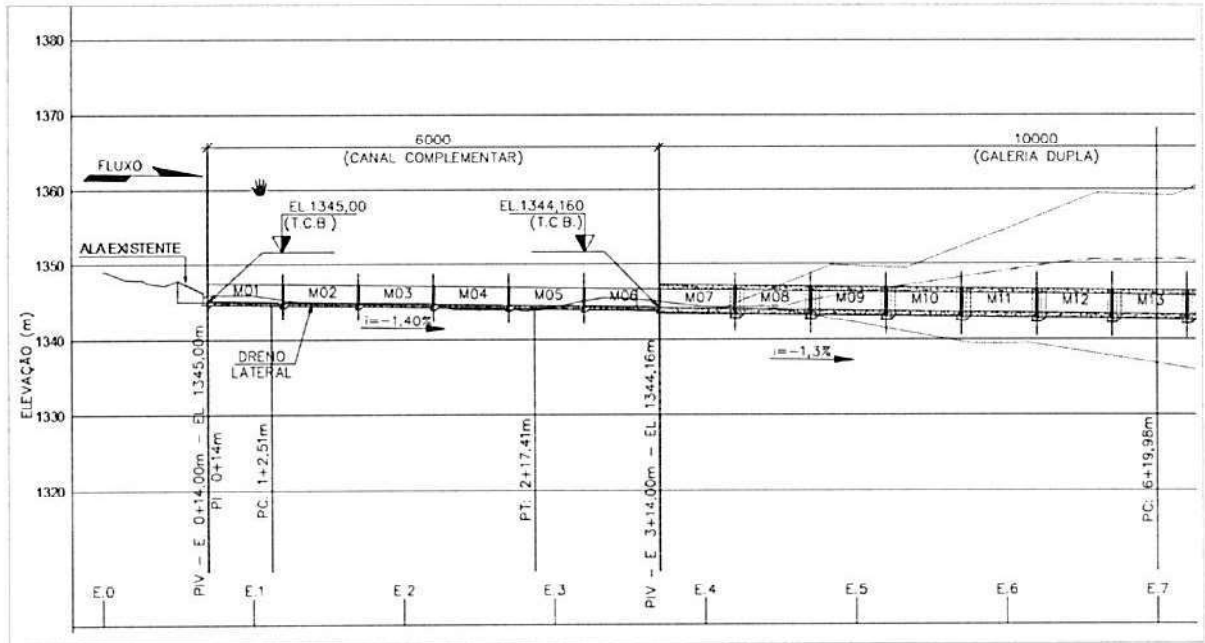 1380
1370
1360
1350
1340
1330
1320
ELEVAÇÃO (m)
6000
(CANAL COMPLEMENTAR)
10000
(GALERIA DUPLA)
FLUXO
EL.1345,00
(T.C.B.)
EL.1344,160
(T.C.B.)
ALA EXISTENTE
M01
M02
M03
M04
M05
M06
M07
M08
M09
M10
M11
M12
M13
i=-1,40%
i=-1,3%
DRENO
LATERAL
PIV - E 0+14,00m - EL 1345,00m
PI 0+14m
PC: 1+2,51m
PT: 2+17,41m
PIV - E 3+14,00m - EL 1344,16m
PC: 6+19,98m
E.0
E.1
E.2
E.3
E.4
E.5
E.6
E.7